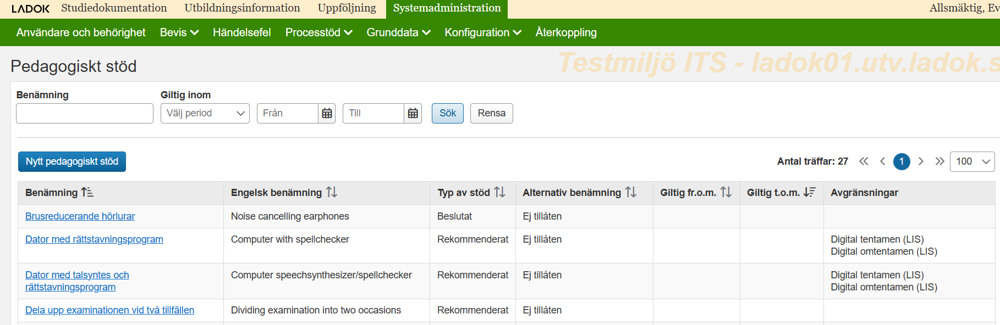 LADOK Studiedokumentation Utbildningsinformation Uppföljning Systemadministration Allsmäktig, Ev
Användare och behörighet Bevis Händelsefel Processtöd Grunddata Konfiguration Återkoppling
Testmiljö ITS - ladok01.utv.ladok.s
Pedagogiskt stöd
Benämning Giltig inom
Välj period Från Till Sök Rensa
Nytt pedagogiskt stöd Antal träffar: 27 1 100
Benämning Engelsk benämning Typ av stöd Alternativ benämning Giltig fr.o.m. Giltig t.o.m. Avgränsningar
Brusreducerande hörlurar Noise cancelling earphones Beslutat Ej tillåten
Dator med rättstavningsprogram Computer with spellchecker Rekommenderat Ej tillåten Digital tentamen (LIS)
Digital omtentamen (LIS)
Dator med talsyntes och Computer speechsynthesizer/spellchecker Rekommenderat Ej tillåten Digital tentamen (LIS)
rättstavningsprogram Digital omtentamen (LIS)
Dela upp examinationen vid två tillfällen Dividing examination into two occasions Rekommenderat Ej tillåten